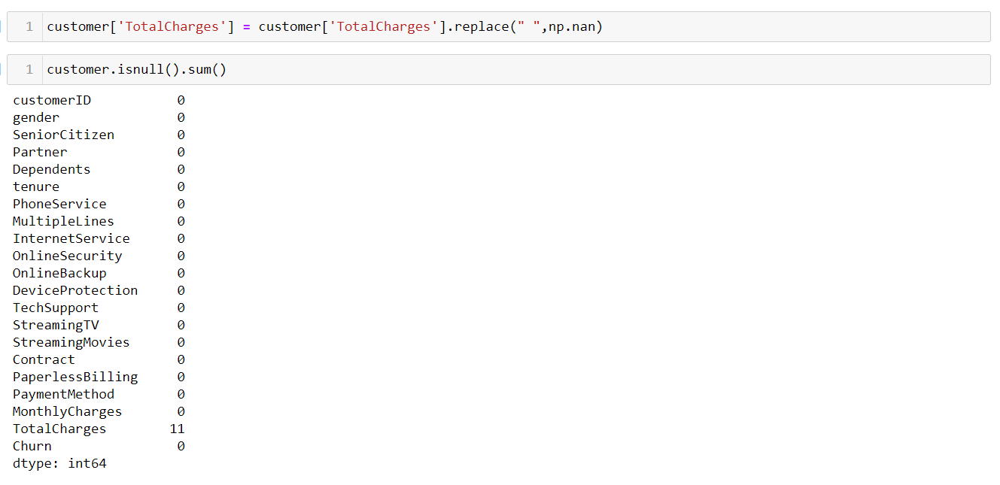 1 customer['TotalCharges'] = customer['TotalCharges'].replace(" ",np.nan)
1 customer.isnull().sum()
customerID 0
gender 0
SeniorCitizen 0
Partner 0
Dependents 0
tenure 0
PhoneService 0
MultipleLines 0
InternetService 0
OnlineSecurity 0
OnlineBackup 0
DeviceProtection 0
TechSupport 0
StreamingTV 0
StreamingMovies 0
Contract 0
PaperlessBilling 0
PaymentMethod 0
MonthlyCharges 0
TotalCharges 11
Churn 0
dtype: int64